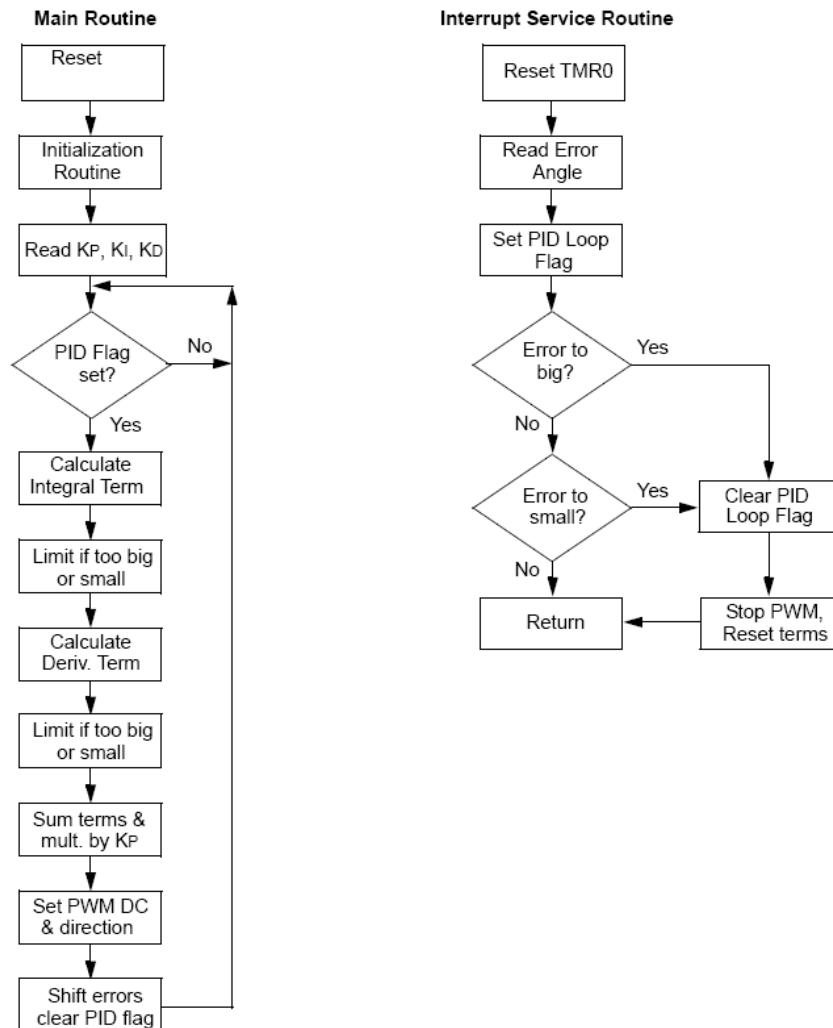 Main Routine
Reset
Initialization
Routine
Read KP, KI, KD
PID Flag
set?
No
Yes
Calculate
Integral Term
Limit if too big
or small
Calculate
Deriv. Term
Limit if too big
or small
Sum terms &
mult. by KP
Set PWM DC
& direction
Shift errors
clear PID flag
Interrupt Service Routine
Reset TMR0
Read Error
Angle
Set PID Loop
Flag
Error to
big?
Yes
No
Error to
small?
Yes
No
Clear PID
Loop Flag
Stop PWM,
Reset terms
Return